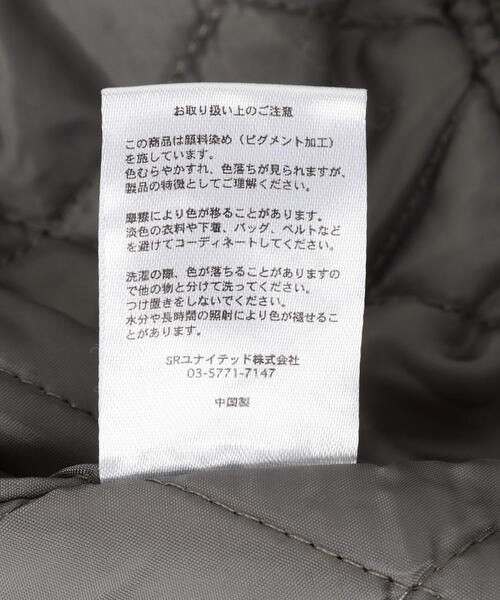 お取り扱い上のご注意
この商品は顔料染め（ピグメント加工）
を施しています。
色むらやかすれ、色落ちが見られますが、
製品の特徴としてご理解ください。
摩擦により色が移ることがあります。
淡色の衣料や下着、バッグ、ベルトなど
を避けてコーディネートしてください。
洗濯の際、色が落ちることがありますの
で他の物と分けて洗ってください。
つけ置きをしないでください。
水分や長時間の照射により色が褪せるこ
とがあります。
SRユナイテッド株式会社
03-5771-7147
中国製